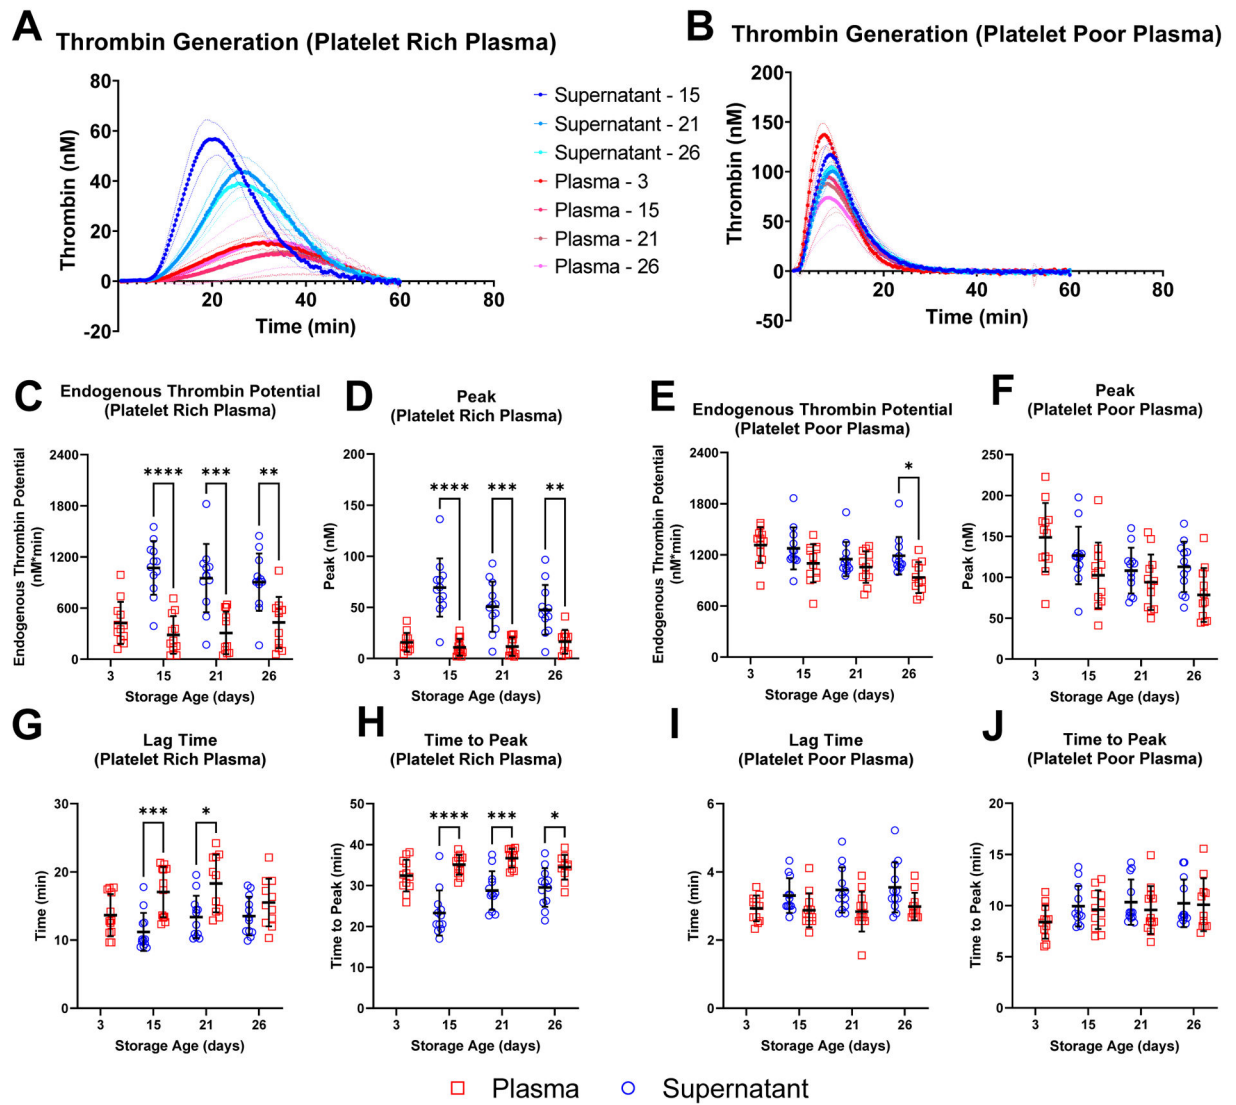 A
Thrombin Generation (Platelet Rich Plasma)
80
60
40
20
0
-20
Thrombin (nM)
20
40
60
80
Time (min)
Supernatant - 15
Supernatant - 21
Supernatant - 26
Plasma - 3
Plasma - 15
Plasma - 21
Plasma - 26
B
Thrombin Generation (Platelet Poor Plasma)
200
150
100
50
0
-50
Thrombin (nM)
20
40
60
80
Time (min)
C
Endogenous Thrombin Potential
(Platelet Rich Plasma)
Endogenous Thrombin Potential
(nM*min)
2400
1800
1200
600
0
****
***
**
3
15
21
26
Storage Age (days)
D
Peak
(Platelet Rich Plasma)
Peak (nM)
200
150
100
50
0
****
***
**
3
15
21
26
Storage Age (days)
E
Endogenous Thrombin Potential
(Platelet Poor Plasma)
Endogenous Thrombin Potential
(nM*min)
2400
1800
1200
600
0
*
3
15
21
26
Storage Age (days)
F
Peak
(Platelet Poor Plasma)
Peak (nM)
250
200
150
100
50
0
3
15
21
26
Storage Age (days)
G
Lag Time
(Platelet Rich Plasma)
Time (min)
30
20
10
0
***
*
3
15
21
26
Storage Age (days)
H
Time to Peak
(Platelet Rich Plasma)
Time to Peak (min)
50
40
30
20
10
0
****
***
*
3
15
21
26
Storage Age (days)
I
Lag Time
(Platelet Poor Plasma)
Time (min)
6
4
2
0
3
15
21
26
Storage Age (days)
J
Time to Peak
(Platelet Poor Plasma)
Time to Peak (min)
20
15
10
5
0
3
15
21
26
Storage Age (days)
Plasma
Supernatant